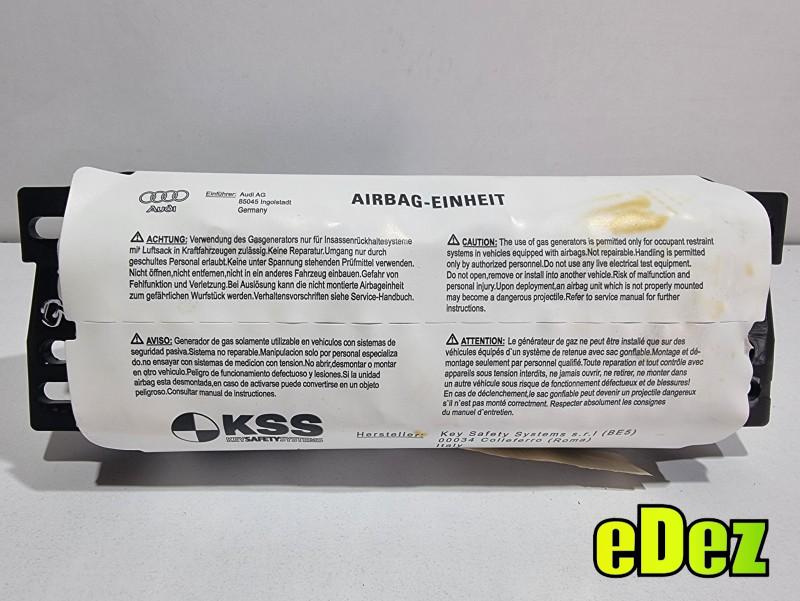 Audi
Einführer: Audi AG
85045 Ingolstadt
Germany
AIRBAG-EINHEIT
ACHTUNG: Verwendung des Gasgenerators nur für Insassenrückhaltesysteme
mit Luftsack in Kraftfahrzeugen zulässig.Keine Reparatur.Umgang nur durch
geschultes Personal erlaubt.Keine unter Spannung stehenden Prüfmittel verwenden.
Nicht öffnen,nicht entfernen,nicht in ein anderes Fahrzeug einbauen.Gefahr von
Fehlfunktion und Verletzung.Bei Auslösung kann die nicht montierte Airbageinheit
zum gefährlichen Wurfstück werden.Verhaltensvorschriften siehe Service-Handbuch.
CAUTION: The use of gas generators is permitted only for occupant restraint
systems in vehicles equipped with airbags.Not repairable.Handling is permitted
only by authorized personnel.Do not use any live electrical test equipment.
Do not open,remove or install into another vehicle.Risk of malfunction and
personal injury.Upon deployment,an airbag unit which is not properly mounted
may become a dangerous projectile.Refer to service manual for further
instructions.
AVISO: Generador de gas solamente utilizable en vehículos con sistemas de
seguridad pasiva.Sistema no reparable.Manipulacion solo por personal especializa
do.no ensayar con sistemas de medicion con tension.No abrir,desmontar o montar
en otro vehículo.Peligro de funcionamiento defectuoso y lesiones.Si la unidad
airbag esta desmontada,en caso de activarse puede convertirse en un objeto
peligroso.Consultar manual de instrucciones.
ATTENTION: Le générateur de gaz ne peut être installé que sur des
véhicules équipés d'un système de retenue avec sac gonflable.Montage et dé-
montage seulement par personnel qualifié.Toute reparation et tout contrôle avec
appareils sous tension interdits, ne jamais ouvrir, ne retirer, ne monter dans
un autre véhicule sous risque de fonctionnement défectueux et de blessures!
En cas de déclenchement,le sac gonflable peut devenir un projectile dangereux
s'il n'est pas monté correctement. Respecter absolument les consignes
du manuel d'entretien.
KSS
KEYSAFETYSYSTEMS
Hersteller: Key Safety Systems s.r.l (BE5)
00034 Colleferro (Roma)
Italy
eDez